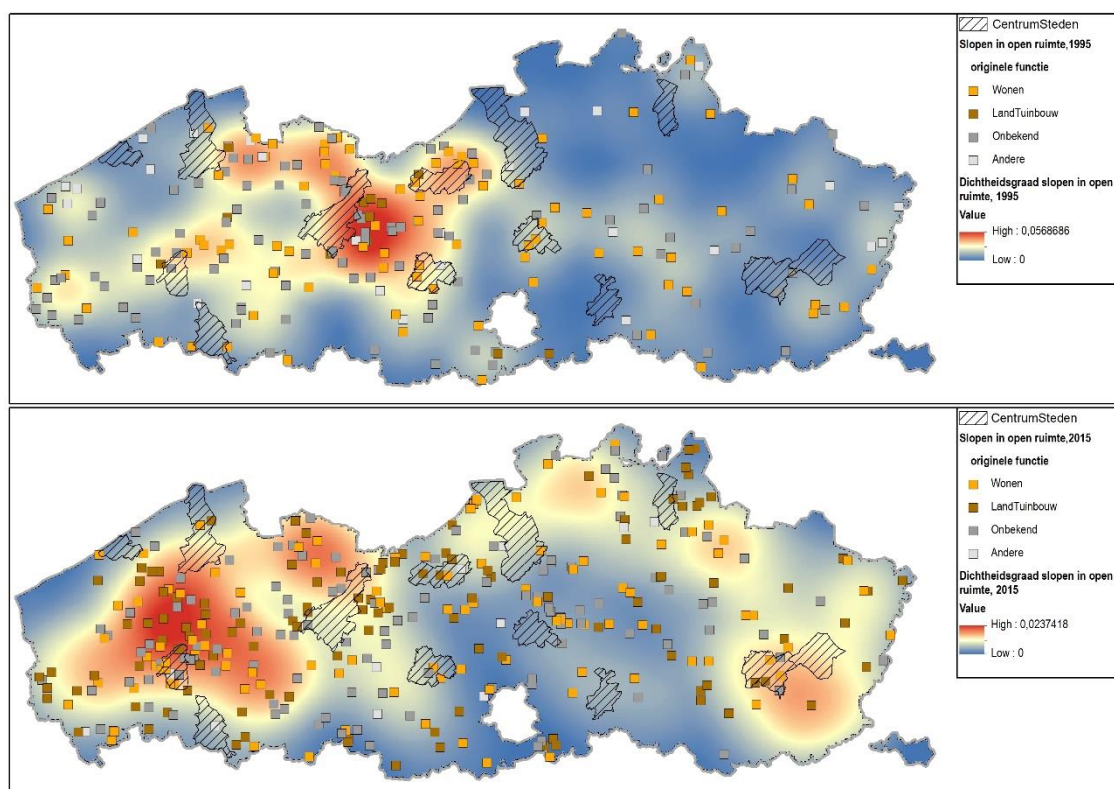 CentrumSteden
Slopen in open ruimte,1995
originele functie
Wonen
LandTuinbouw
Onbekend
Andere
Dichtheidsgraad slopen in open
ruimte, 1995
Value
High : 0,0568686
Low : 0
CentrumSteden
Slopen in open ruimte,2015
originele functie
Wonen
LandTuinbouw
Onbekend
Andere
Dichtheidsgraad slopen in open
ruimte, 2015
Value
High : 0,0237418
Low : 0